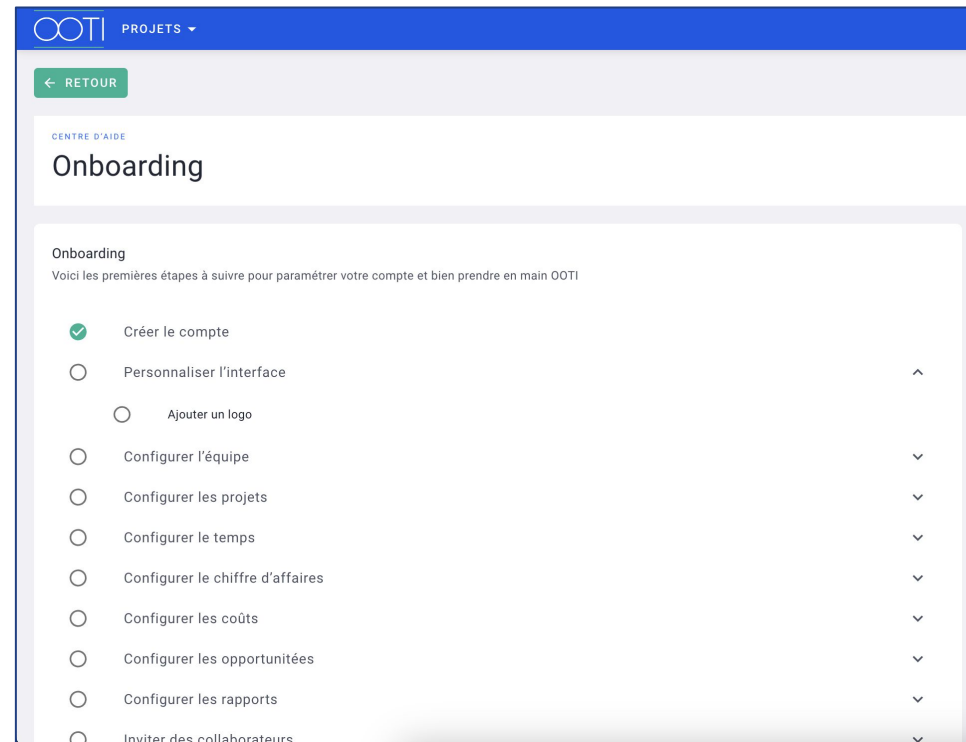 OOTI PROJETS
← RETOUR
CENTRE D'AIDE
Onboarding
Onboarding
Voici les premières étapes à suivre pour paramétrer votre compte et bien prendre en main OOTI
Créer le compte
Personnaliser l'interface
Ajouter un logo
Configurer l'équipe
Configurer les projets
Configurer le temps
Configurer le chiffre d'affaires
Configurer les coûts
Configurer les opportunitées
Configurer les rapports
Inviter des collaborateurs